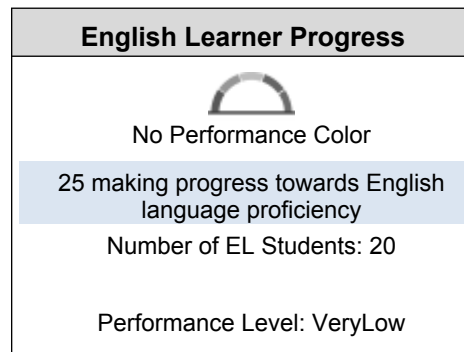 English Learner Progress
No Performance Color
25 making progress towards English
language proficiency
Number of EL Students: 20
Performance Level: VeryLow